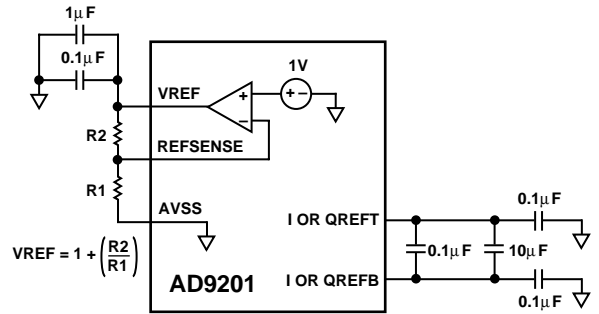 1μF
0.1μF
1V
VREF
+
−
+ −
R2
REFSENSE
R1
AVSS
VREF = 1 + (R2/R1)
AD9201
I OR QREFT
0.1μF
0.1μF
10μF
I OR QREFB
0.1μF